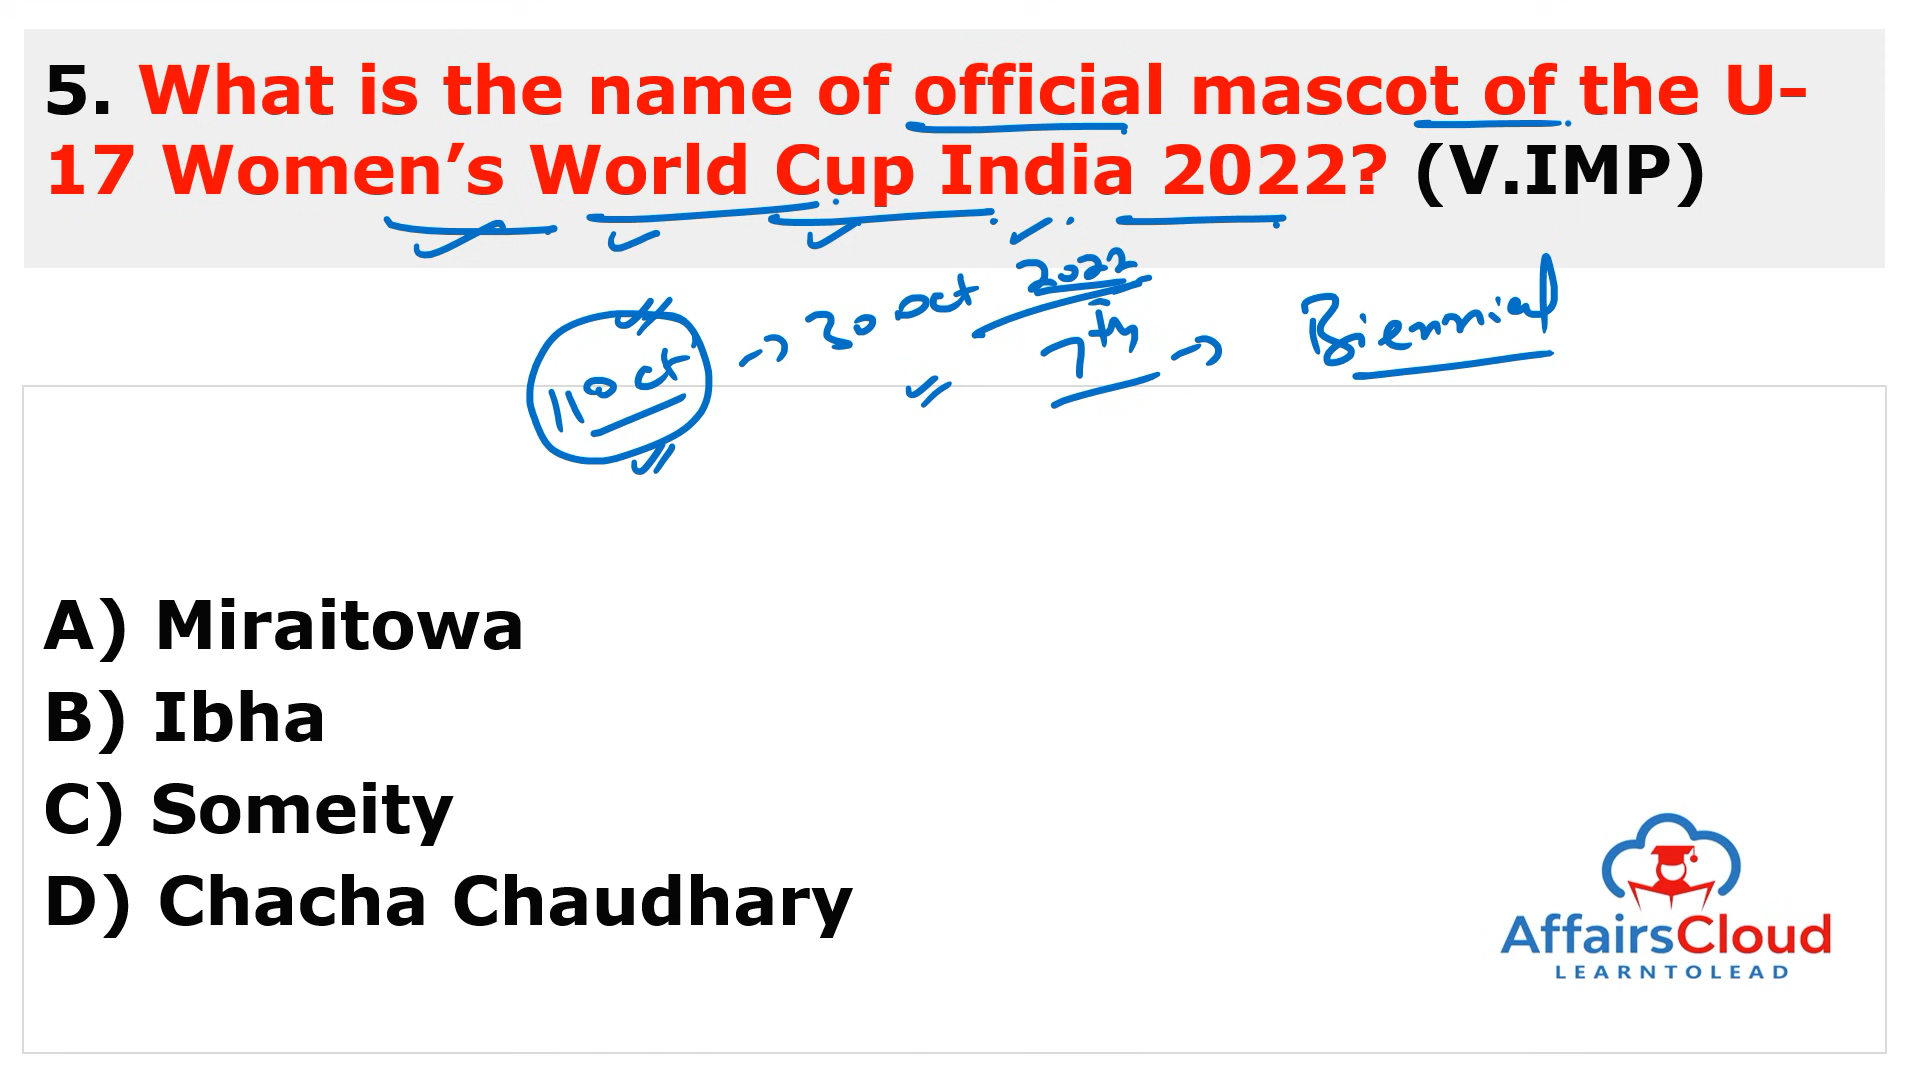 5. What is the name of official mascot of the U-
17 Women’s World Cup India 2022? (V.IMP)
11 oct → 30 oct 2022
7th → Biennial
A) Miraitowa
B) Ibha
C) Someity
D) Chacha Chaudhary
AffairsCloud
LEARNTOLEAD